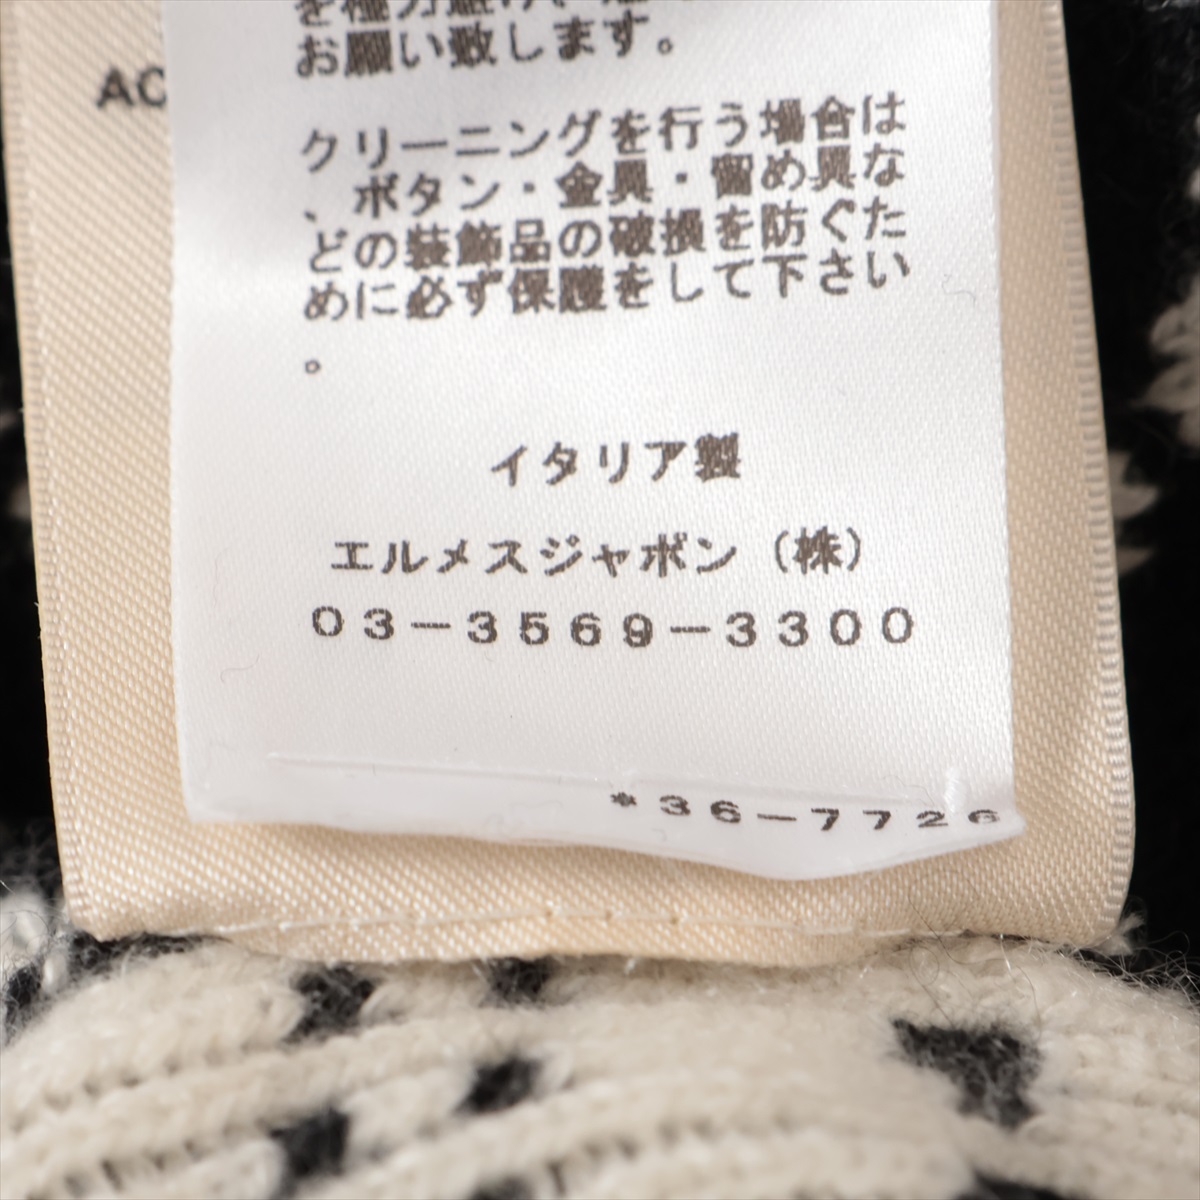 お願い致します。
AC
クリーニングを行う場合は
、ボタン・金具・留め具な
どの装飾品の破損を防ぐた
めに必ず保護をして下さい
。
イタリア製
エルメスジャポン（株）
03-3569-3300
*36-7726